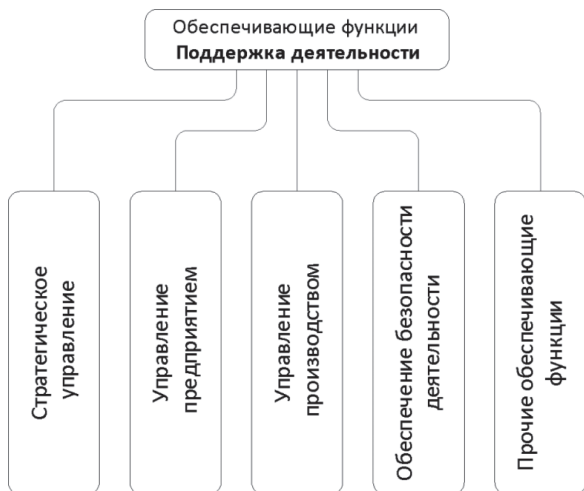 Обеспечивающие функции
Поддержка деятельности
Стратегическое
управление
Управление
предприятием
Управление
производством
Обеспечение безопасности
деятельности
Прочие обеспечивающие
функции